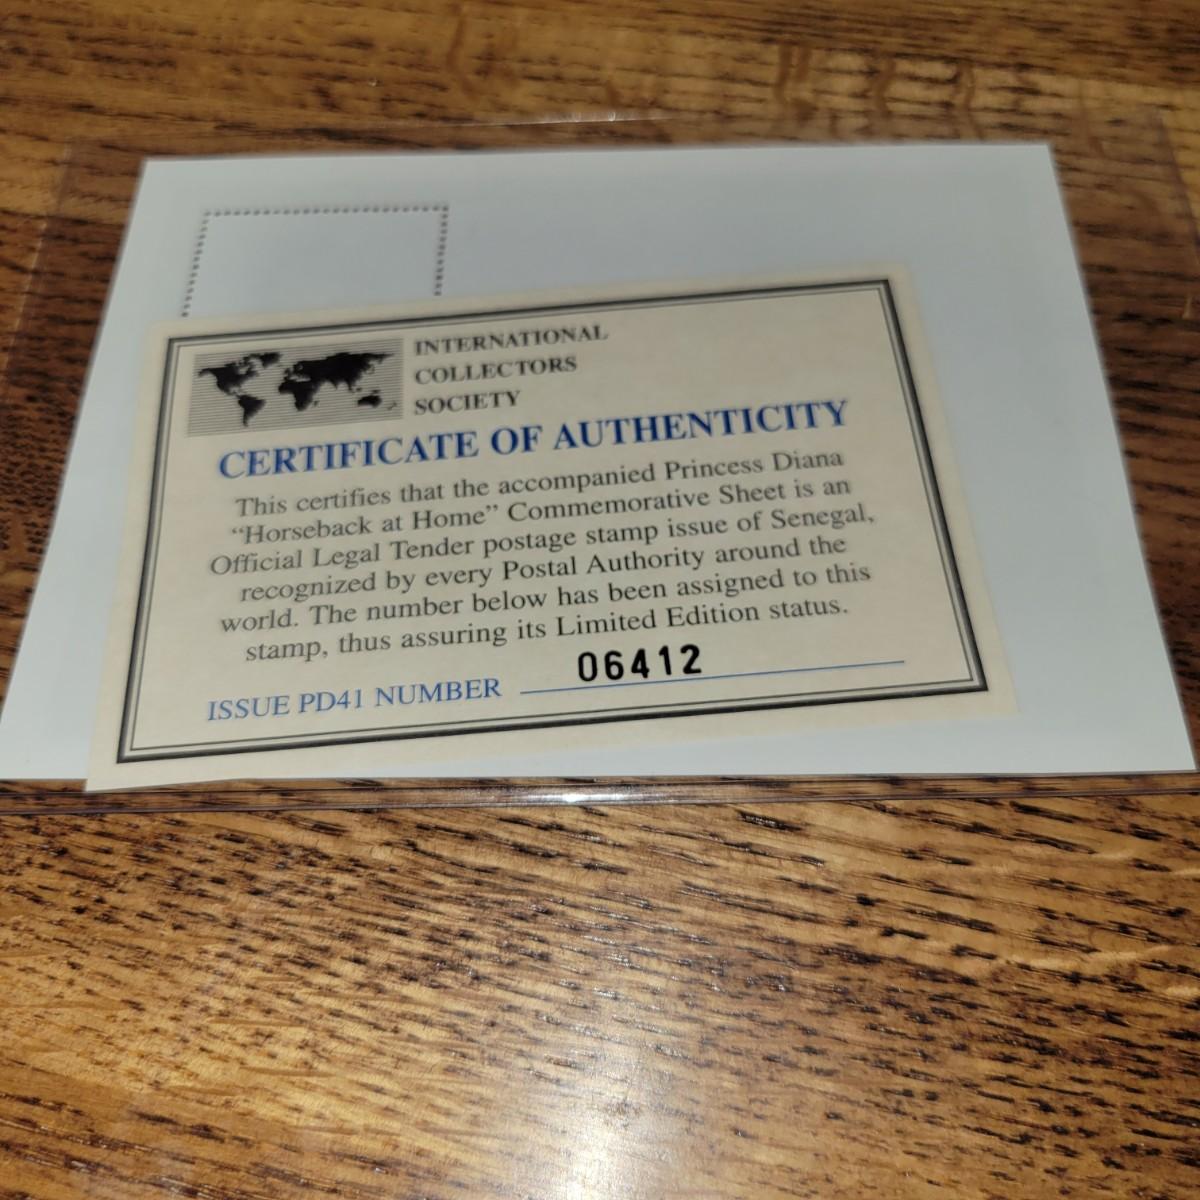 INTERNATIONAL
COLLECTORS
SOCIETY
CERTIFICATE OF AUTHENTICITY
This certifies that the accompanied Princess Diana
“Horseback at Home” Commemorative Sheet is an
Official Legal Tender postage stamp issue of Senegal,
recognized by every Postal Authority around the
world. The number below has been assigned to this
stamp, thus assuring its Limited Edition status.
ISSUE PD41 NUMBER 06412